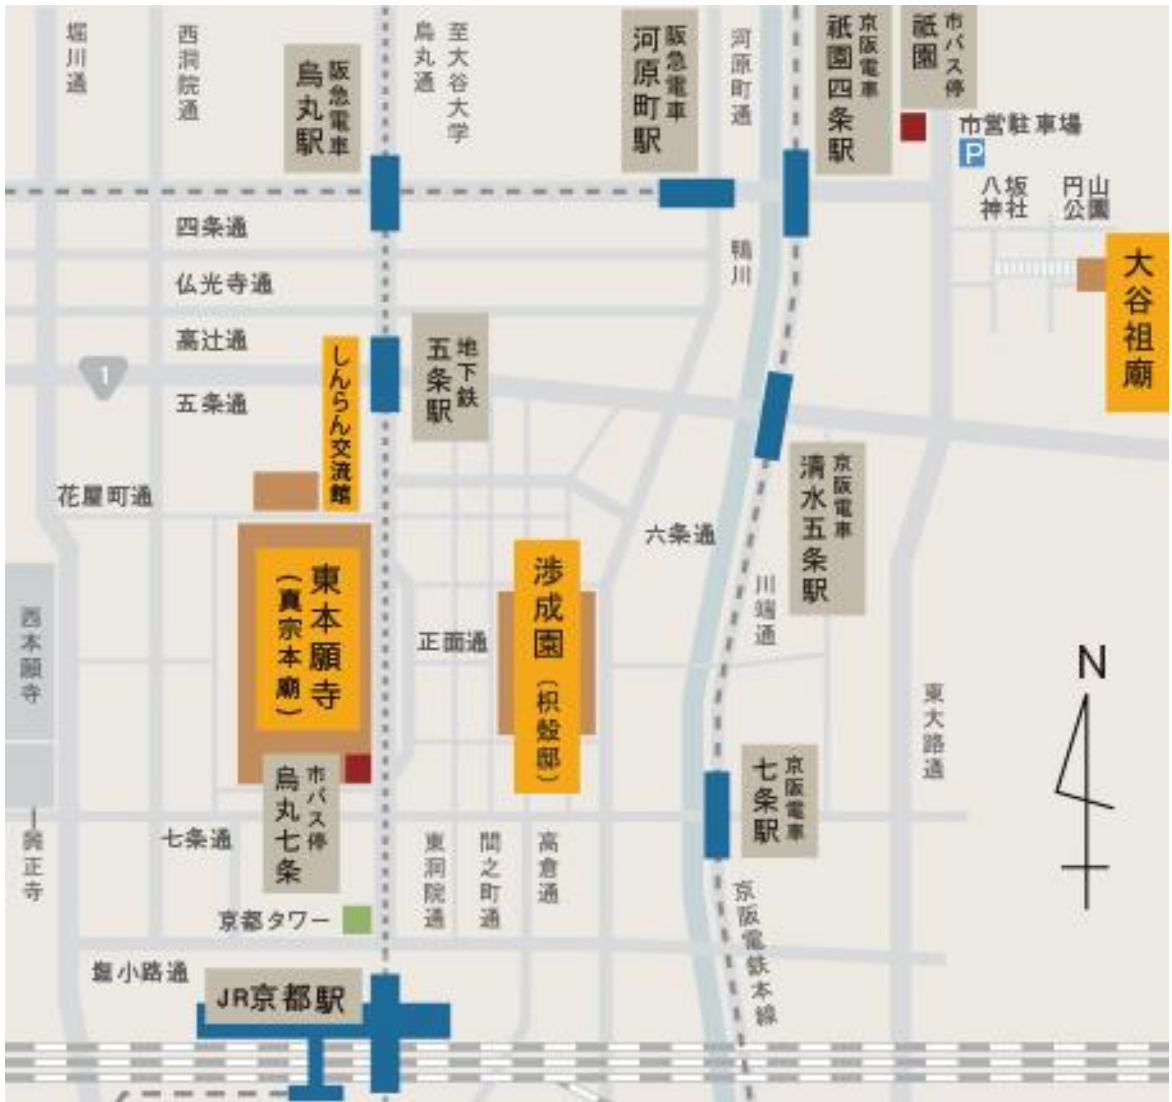 堀川通
西洞院通
阪急電車
烏丸駅
烏丸通
至大谷大学
阪急電車
河原町駅
河原町通
京阪電車
祇園四条駅
市バス停
祇園
市営駐車場
P
八坂神社
円山公園
大谷祖廟
四条通
鴨川
仏光寺通
高辻通
1
五条通
しんらん交流館
地下鉄
五条駅
花屋町通
六条通
京阪電車
清水五条駅
川端通
西本願寺
東本願寺
(真宗本廟)
正面通
渉成園
(枳殻邸)
N
東大路通
京阪電車
七条駅
市バス停
烏丸七条
七条通
興正寺
東洞院通
間之町通
高倉通
京都タワー
京阪電鉄本線
塩小路通
JR京都駅